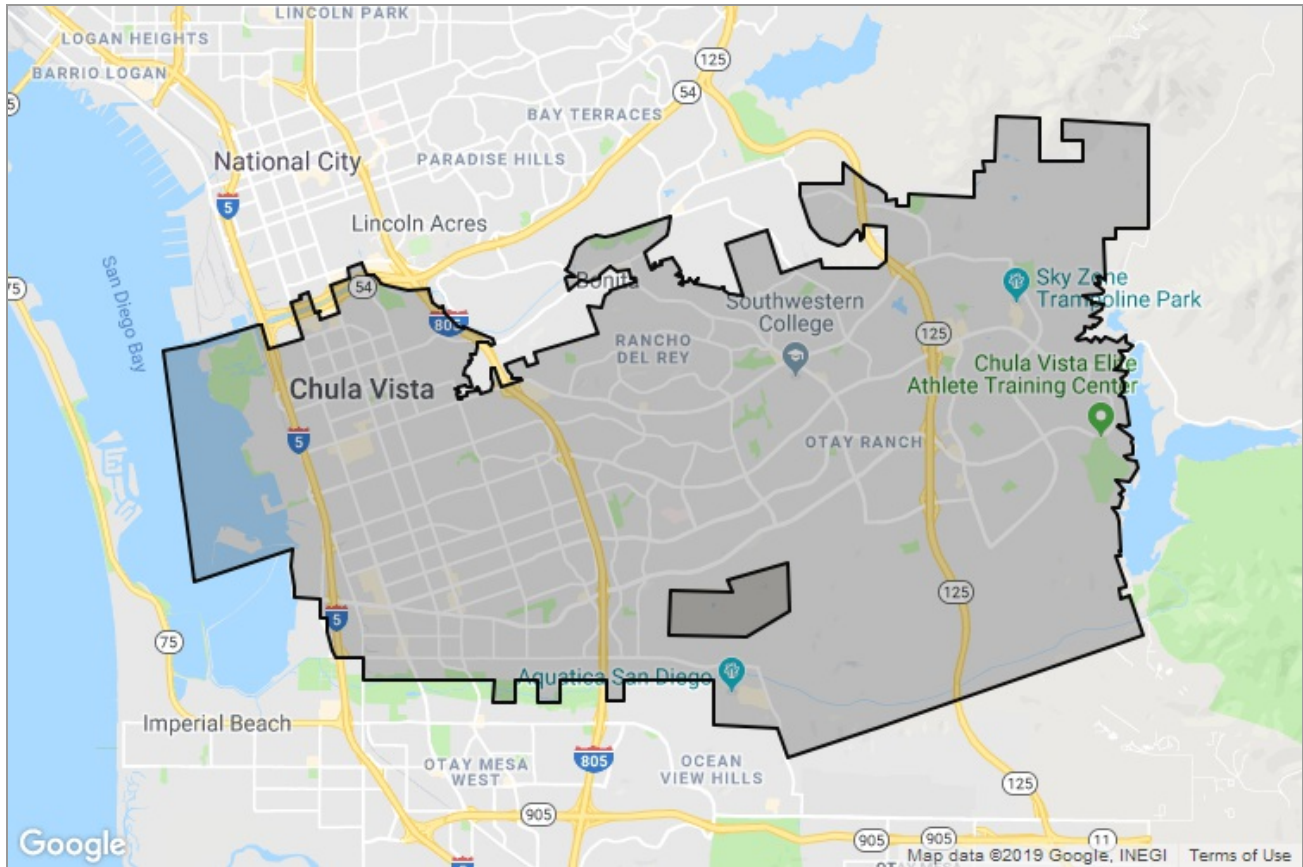 LINCOLN PARK
LOGAN HEIGHTS
BARRIO LOGAN
125
54
5
BAY TERRACES
National City
PARADISE HILLS
5
Lincoln Acres
San Diego Bay
75
54
Bonita
805
Sky Zone
Trampoline Park
Southwestern
College
125
RANCHO
DEL REY
Chula Vista
Chula Vista Elite
Athlete Training Center
5
OTAY RANCH
125
5
75
Aquatica San Diego
Imperial Beach
805
OTAY MESA
WEST
OCEAN
VIEW HILLS
125
905
905
905
11
Google
Map data ©2019 Google, INEGI
Terms of Use